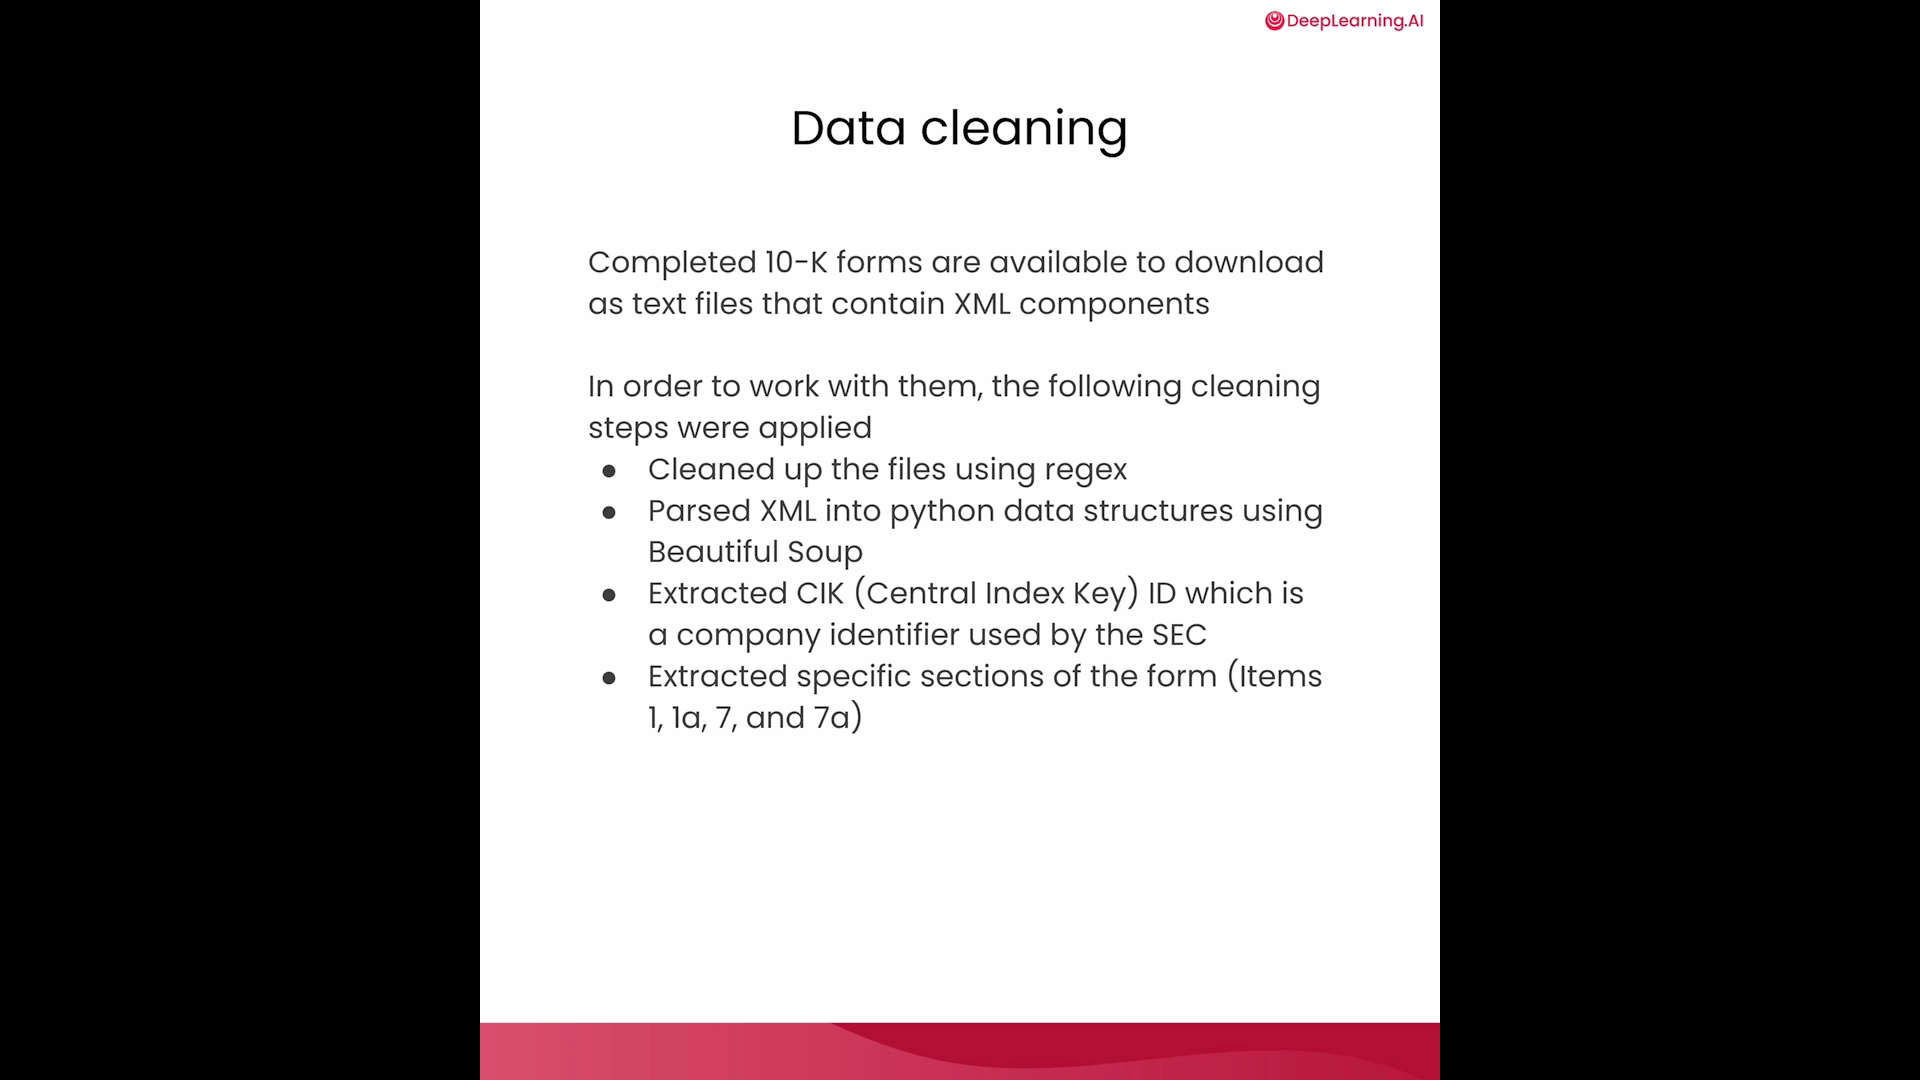 DeepLearning.AI
Data cleaning
Completed 10-K forms are available to download
as text files that contain XML components
In order to work with them, the following cleaning
steps were applied
● Cleaned up the files using regex
● Parsed XML into python data structures using
Beautiful Soup
● Extracted CIK (Central Index Key) ID which is
a company identifier used by the SEC
● Extracted specific sections of the form (Items
1, 1a, 7, and 7a)